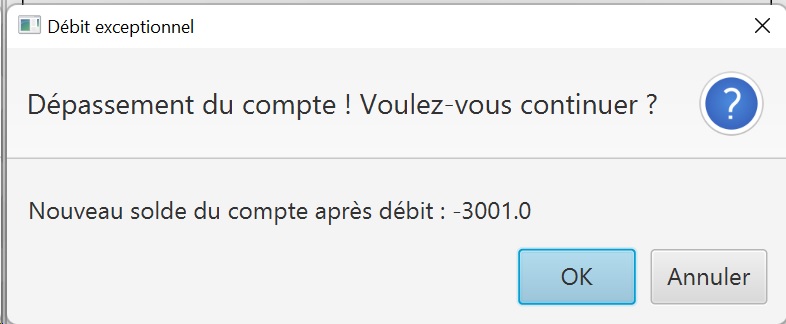 Débit exceptionnel
Dépassement du compte ! Voulez-vous continuer ?
?
Nouveau solde du compte après débit : -3001.0
OK
Annuler